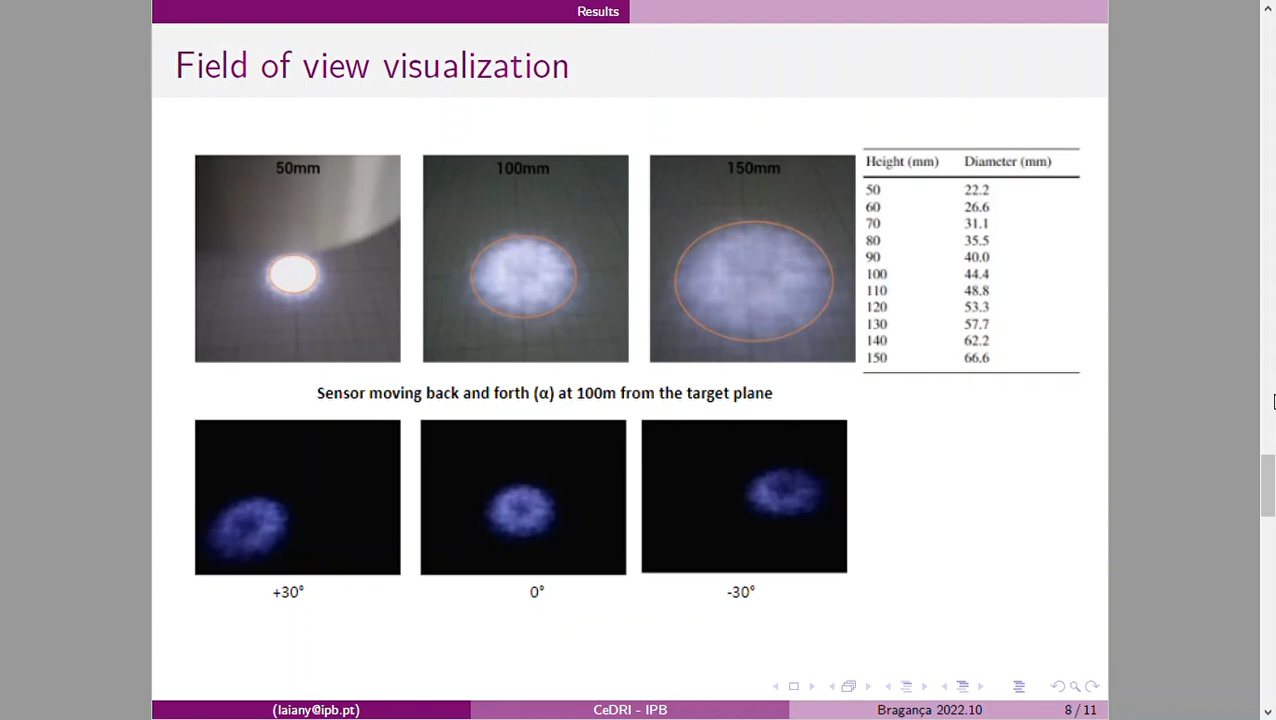 Results
Field of view visualization
50mm
100mm
150mm
Height (mm) Diameter (mm)
50 22.2
60 26.6
70 31.1
80 35.5
90 40.0
100 44.4
110 48.8
120 53.3
130 57.7
140 62.2
150 66.6
Sensor moving back and forth (α) at 100m from the target plane
+30°
0°
-30°
(laiany@ipb.pt) CeDRI - IPB Bragança 2022.10 8 / 11